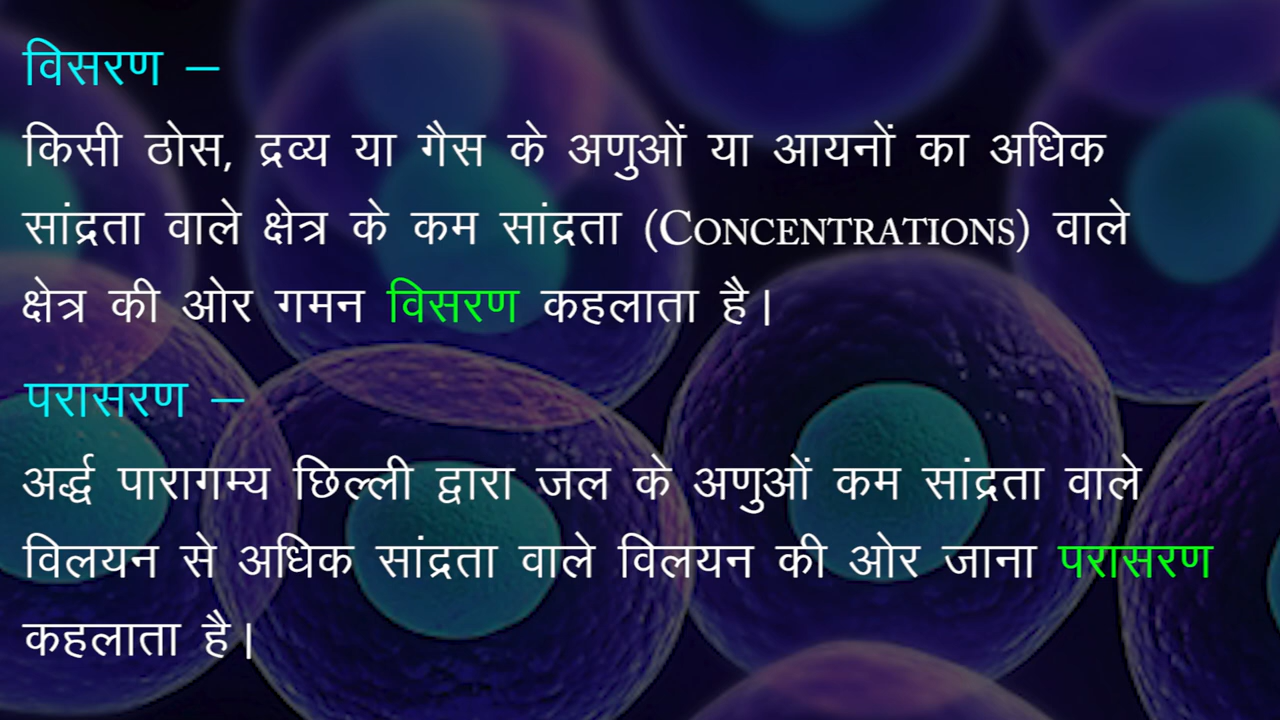 विसरण –
किसी ठोस, द्रव्य या गैस के अणुओं या आयनों का अधिक
सांद्रता वाले क्षेत्र के कम सांद्रता (CONCENTRATIONS) वाले
क्षेत्र की ओर गमन विसरण कहलाता है।
परासरण –
अर्द्ध पारागम्य छिल्ली द्वारा जल के अणुओं कम सांद्रता वाले
विलयन से अधिक सांद्रता वाले विलयन की ओर जाना परासरण
कहलाता है।